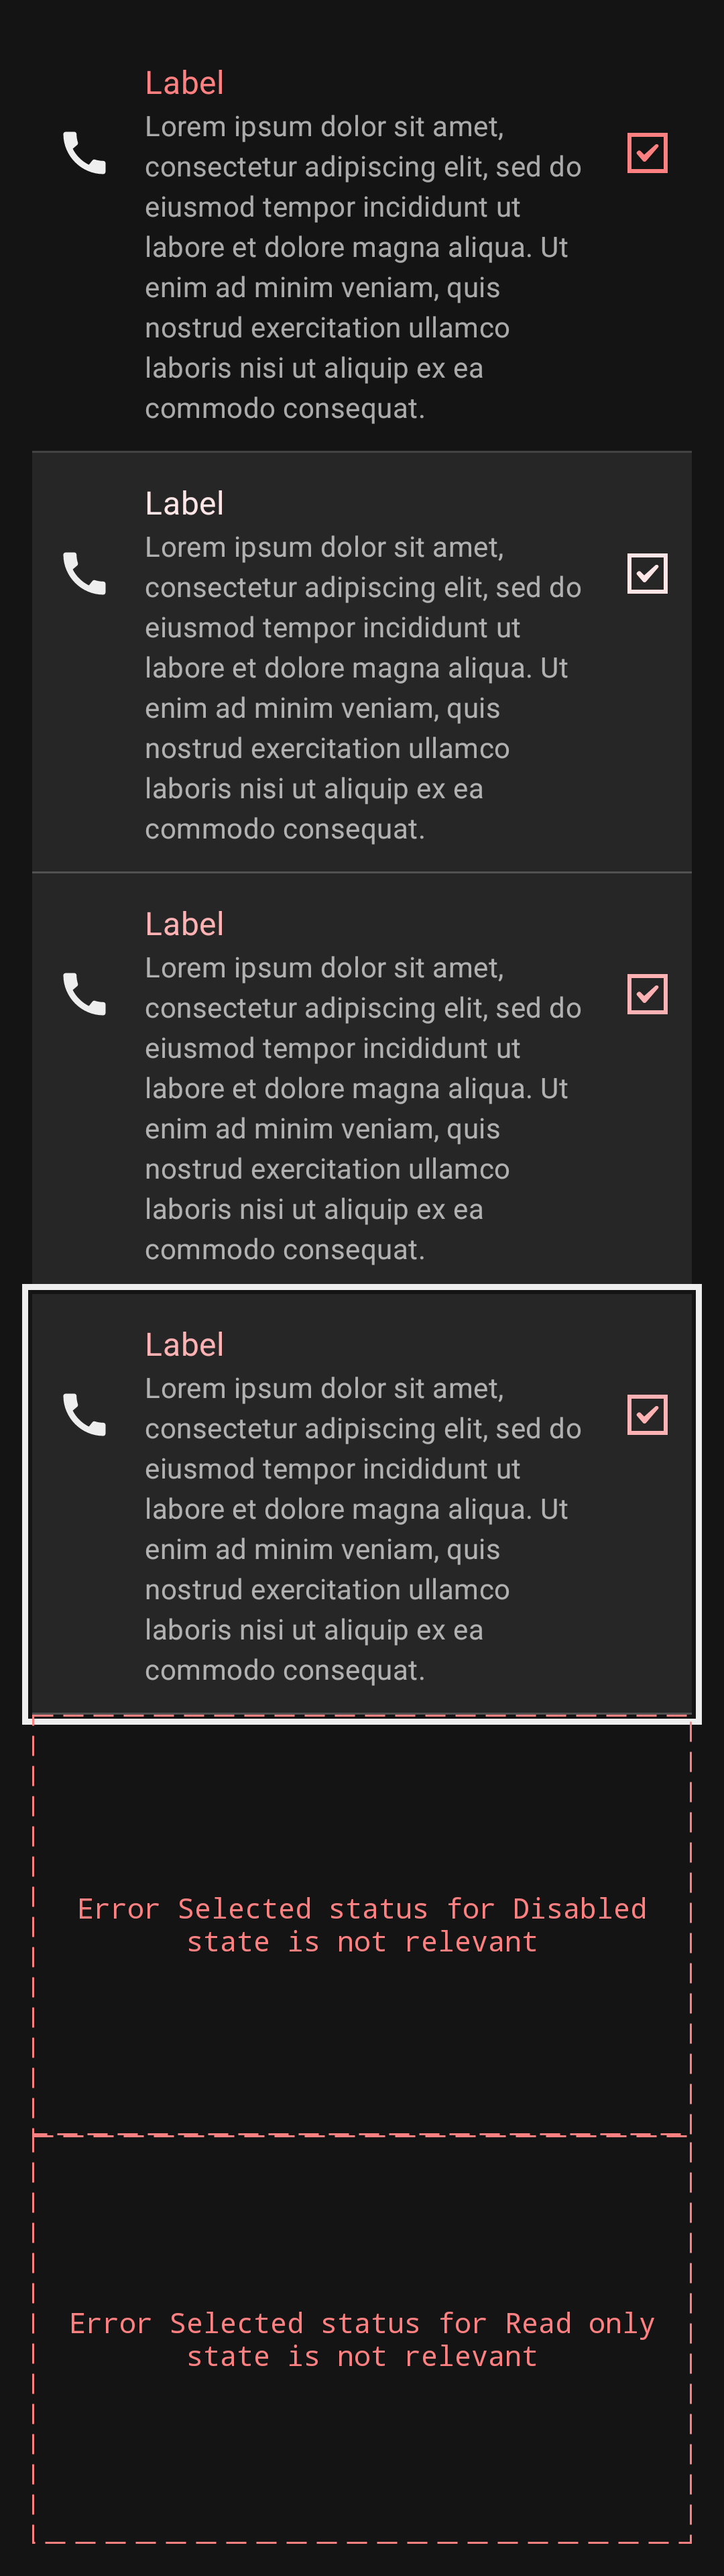 Label
Lorem ipsum dolor sit amet,
consectetur adipiscing elit, sed do
eiusmod tempor incididunt ut
labore et dolore magna aliqua. Ut
enim ad minim veniam, quis
nostrud exercitation ullamco
laboris nisi ut aliquip ex ea
commodo consequat.
Label
Lorem ipsum dolor sit amet,
consectetur adipiscing elit, sed do
eiusmod tempor incididunt ut
labore et dolore magna aliqua. Ut
enim ad minim veniam, quis
nostrud exercitation ullamco
laboris nisi ut aliquip ex ea
commodo consequat.
Label
Lorem ipsum dolor sit amet,
consectetur adipiscing elit, sed do
eiusmod tempor incididunt ut
labore et dolore magna aliqua. Ut
enim ad minim veniam, quis
nostrud exercitation ullamco
laboris nisi ut aliquip ex ea
commodo consequat.
Label
Lorem ipsum dolor sit amet,
consectetur adipiscing elit, sed do
eiusmod tempor incididunt ut
labore et dolore magna aliqua. Ut
enim ad minim veniam, quis
nostrud exercitation ullamco
laboris nisi ut aliquip ex ea
commodo consequat.
Error Selected status for Disabled
state is not relevant
Error Selected status for Read only
state is not relevant